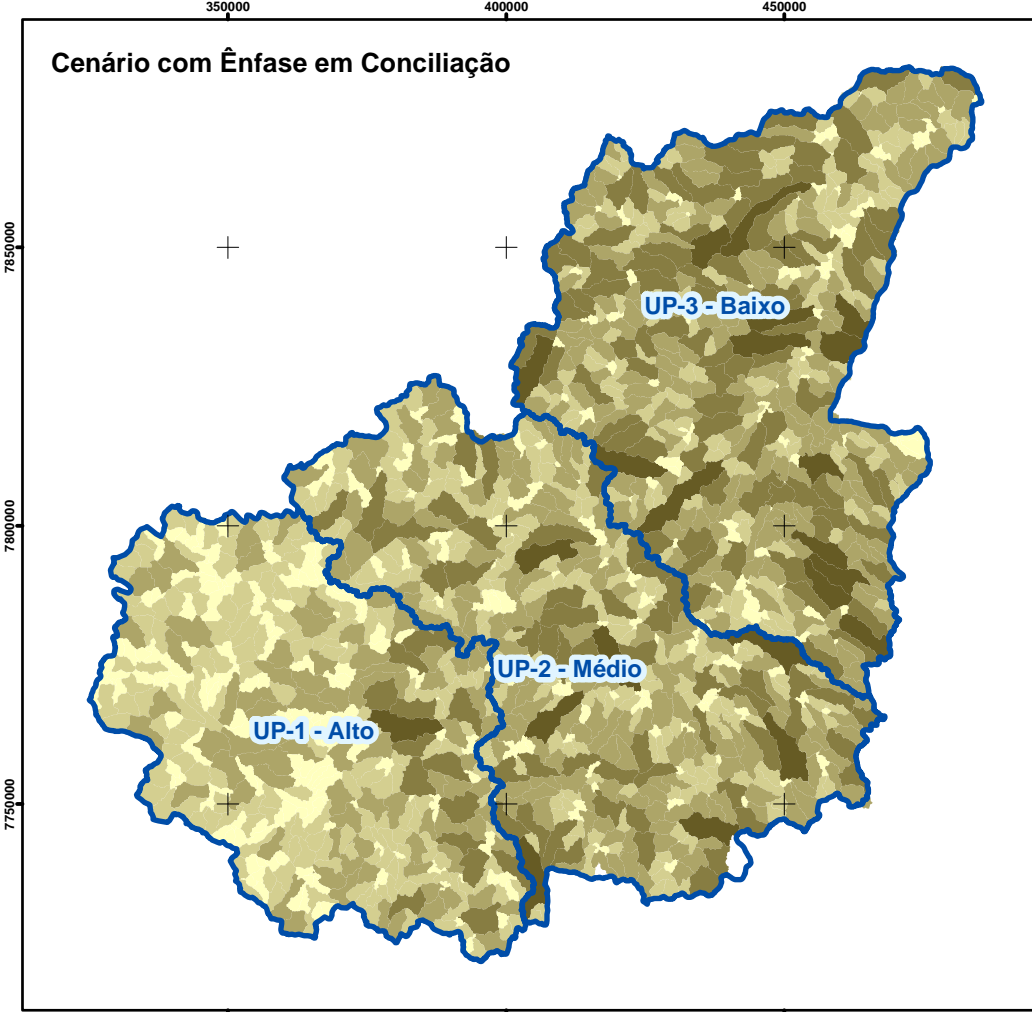 350000
400000
450000
Cenário com Ênfase em Conciliação
7850000
UP-3 - Baixo
7800000
UP-2 - Médio
UP-1 - Alto
7750000